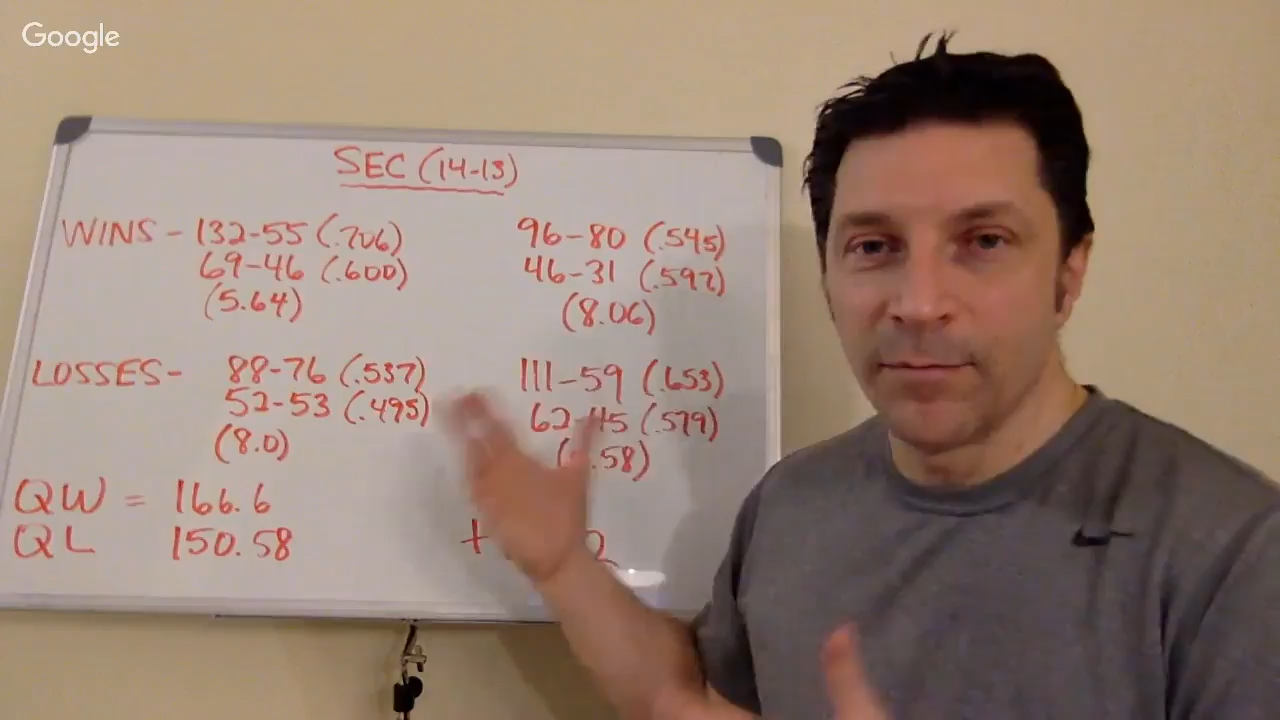 Google
SEC (14-13)
WINS - 132-55 (.706) 96-80 (.545)
69-46 (.600) 46-31 (.597)
(5.64) (8.06)
LOSSES- 88-76 (.537) 111-59 (.653)
52-53 (.495) 62-45 (.579)
(8.0) .58)
QW = 166.6
QL 150.58 +